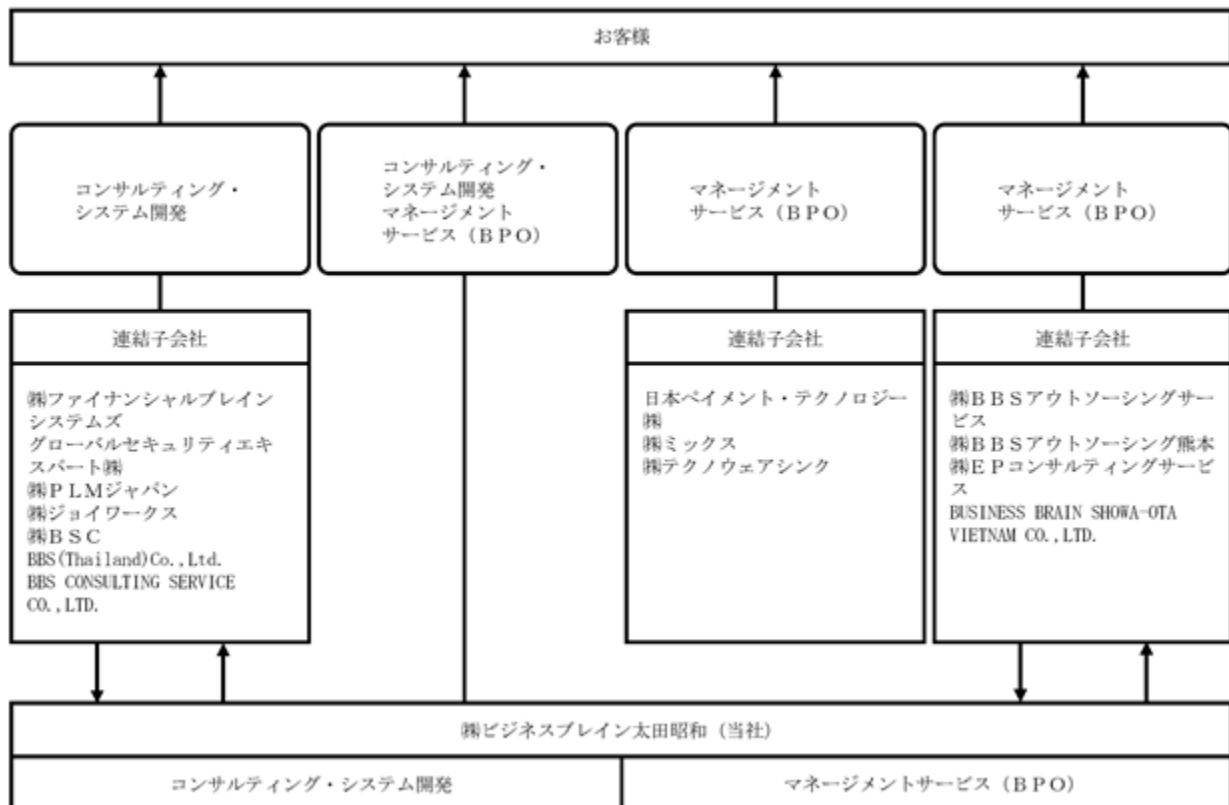 お客様
コンサルティング・
システム開発
コンサルティング・
システム開発
マネージメント
サービス（ＢＰＯ）
マネージメント
サービス（ＢＰＯ）
マネージメント
サービス（ＢＰＯ）
連結子会社
㈱ファイナンシャルブレイン
システムズ
グローバルセキュリティエキ
スパート㈱
㈱ＰＬＭジャパン
㈱ジョイワークス
㈱ＢＳＣ
BBS(Thailand)Co.,Ltd.
BBS CONSULTING SERVICE
CO.,LTD.
連結子会社
日本ペイメント・テクノロジー
㈱
㈱ミックス
㈱テクノウェアシンク
連結子会社
㈱ＢＢＳアウトソーシングサー
ビス
㈱ＢＢＳアウトソーシング熊本
㈱ＥＰコンサルティングサービ
ス
BUSINESS BRAIN SHOWA-OTA
VIETNAM CO.,LTD.
㈱ビジネスブレイン太田昭和（当社）
コンサルティング・システム開発
マネージメントサービス（ＢＰＯ）